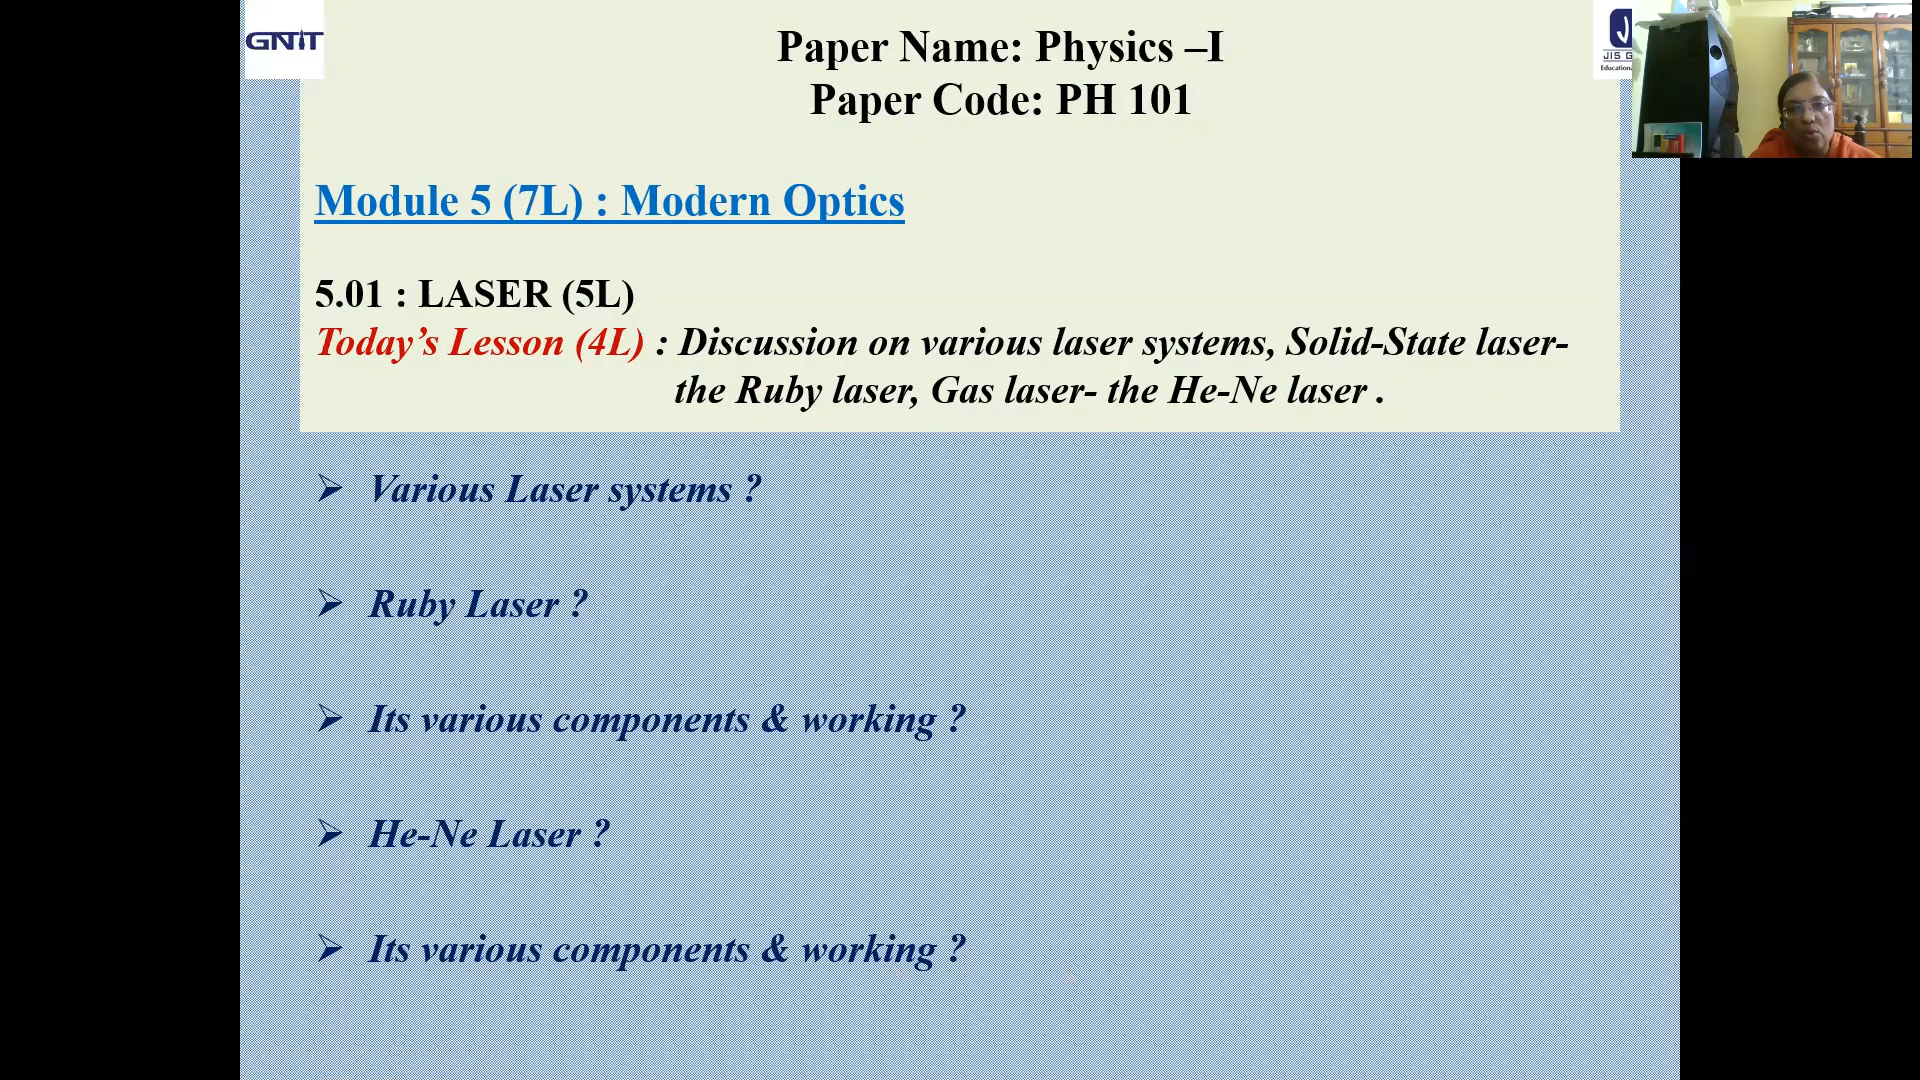 GNIT
Paper Name: Physics –I
Paper Code: PH 101
JIS G
Educational
Module 5 (7L) : Modern Optics
5.01 : LASER (5L)
Today’s Lesson (4L) : Discussion on various laser systems, Solid-State laser-
the Ruby laser, Gas laser- the He-Ne laser .
➢ Various Laser systems ?
➢ Ruby Laser ?
➢ Its various components & working ?
➢ He-Ne Laser ?
➢ Its various components & working ?